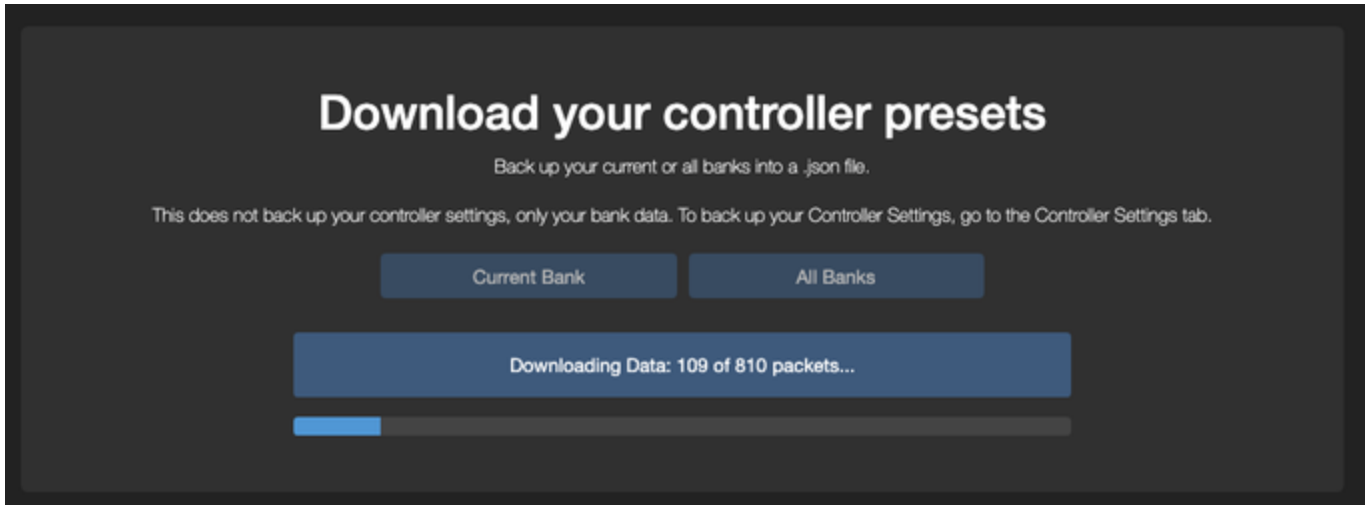 Download your controller presets
Back up your current or all banks into a .json file.
This does not back up your controller settings, only your bank data. To back up your Controller Settings, go to the Controller Settings tab.
Current Bank
All Banks
Downloading Data: 109 of 810 packets...